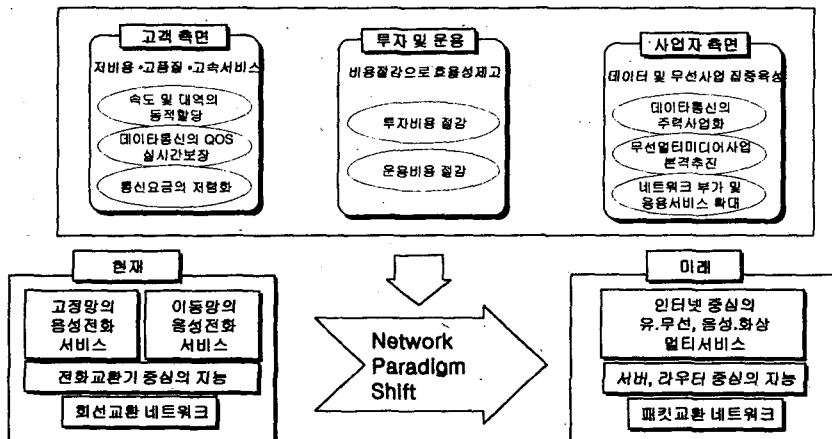 고객 측면
저비용 •고품질 •고속서비스
속도 및 대역의
동적할당
데이타통신의 QOS
실시간보장
통신요금의 저렴화
투자 및 운용
비용절감으로 효율성제고
투자비용 절감
운용비용 절감
사업자 측면
데이터 및 무선사업 집중육성
데이타통신의
주력사업화
무선멀티미디어사업
본격추진
네트워크 부가 및
응용서비스 확대
현재
고정망의
음성전화
서비스
이동망의
음성전화
서비스
전화교환기 중심의 지능
회선교환 네트워크
Network
Paradigm
Shift
미래
인터넷 중심의
유.무선, 음성.화상
멀티서비스
서버, 라우터 중심의 지능
패킷교환 네트워크